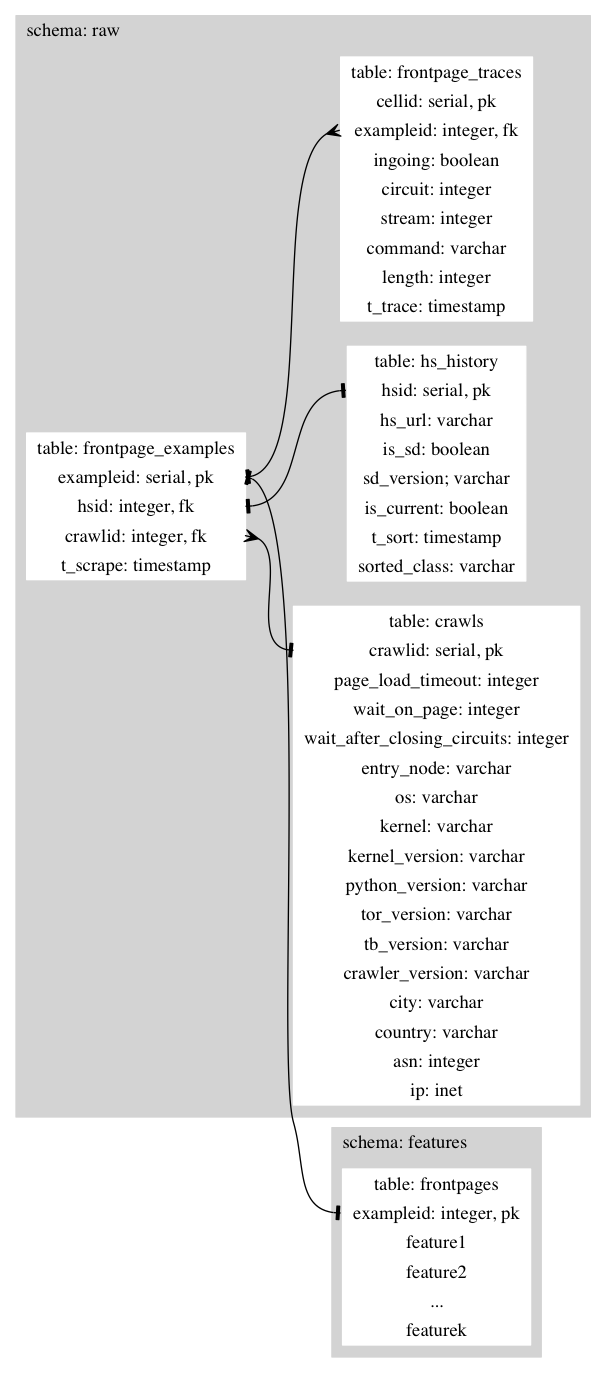 schema: raw
table: frontpage_traces
cellid: serial, pk
exampleid: integer, fk
ingoing: boolean
circuit: integer
stream: integer
command: varchar
length: integer
t_trace: timestamp
table: hs_history
hsid: serial, pk
hs_url: varchar
is_sd: boolean
sd_version; varchar
is_current: boolean
t_sort: timestamp
sorted_class: varchar
table: frontpage_examples
exampleid: serial, pk
hsid: integer, fk
crawlid: integer, fk
t_scrape: timestamp
table: crawls
crawlid: serial, pk
page_load_timeout: integer
wait_on_page: integer
wait_after_closing_circuits: integer
entry_node: varchar
os: varchar
kernel: varchar
kernel_version: varchar
python_version: varchar
tor_version: varchar
tb_version: varchar
crawler_version: varchar
city: varchar
country: varchar
asn: integer
ip: inet
schema: features
table: frontpages
exampleid: integer, pk
feature1
feature2
...
featurek